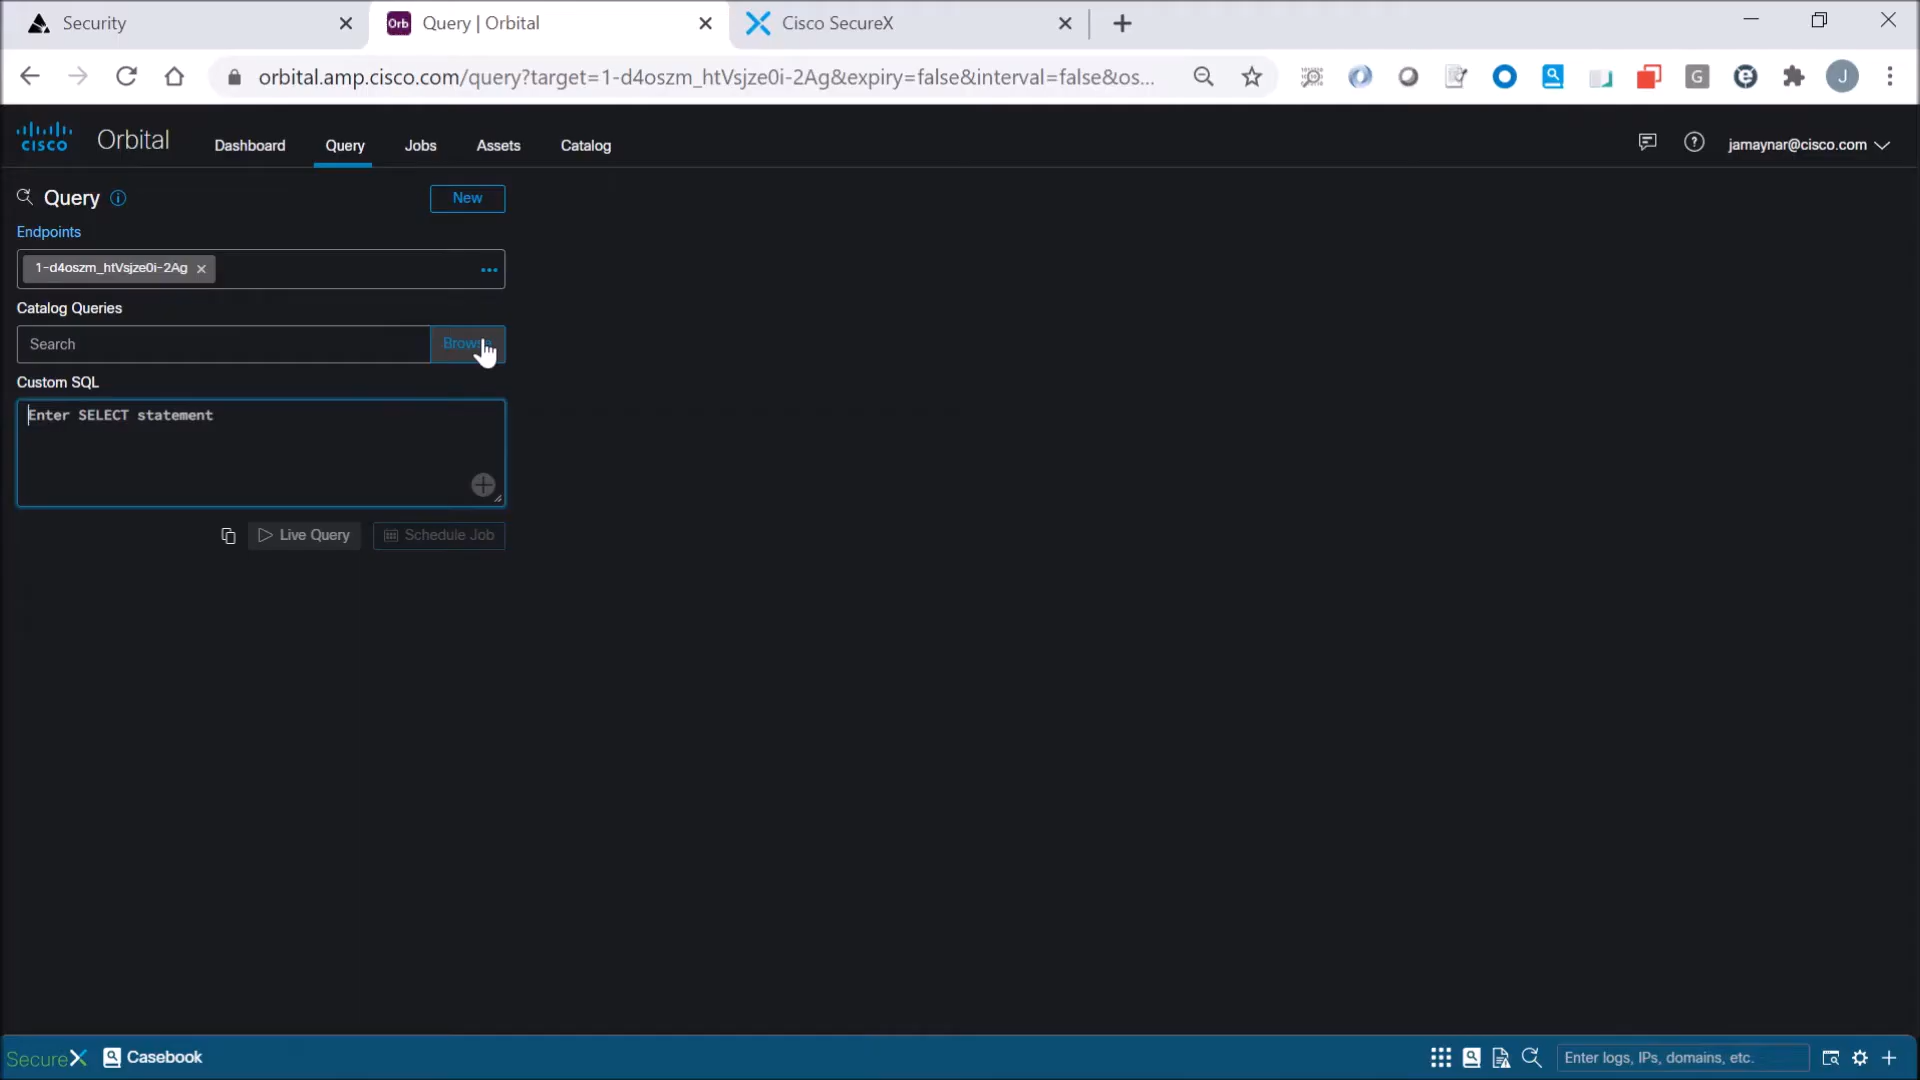 Security
Orb Query | Orbital
Cisco SecureX
orbital.amp.cisco.com/query?target=1-d4oszm_htVsjze0i-2Ag&expiry=false&interval=false&os...
G
J
cisco
Orbital
Dashboard
Query
Jobs
Assets
Catalog
jamaynar@cisco.com
Query
New
Endpoints
1-d4oszm_htVsjze0i-2Ag
Catalog Queries
Search
Custom SQL
Enter SELECT statement
Live Query
Schedule Job
SecureX
Casebook
Enter logs, IPs, domains, etc.